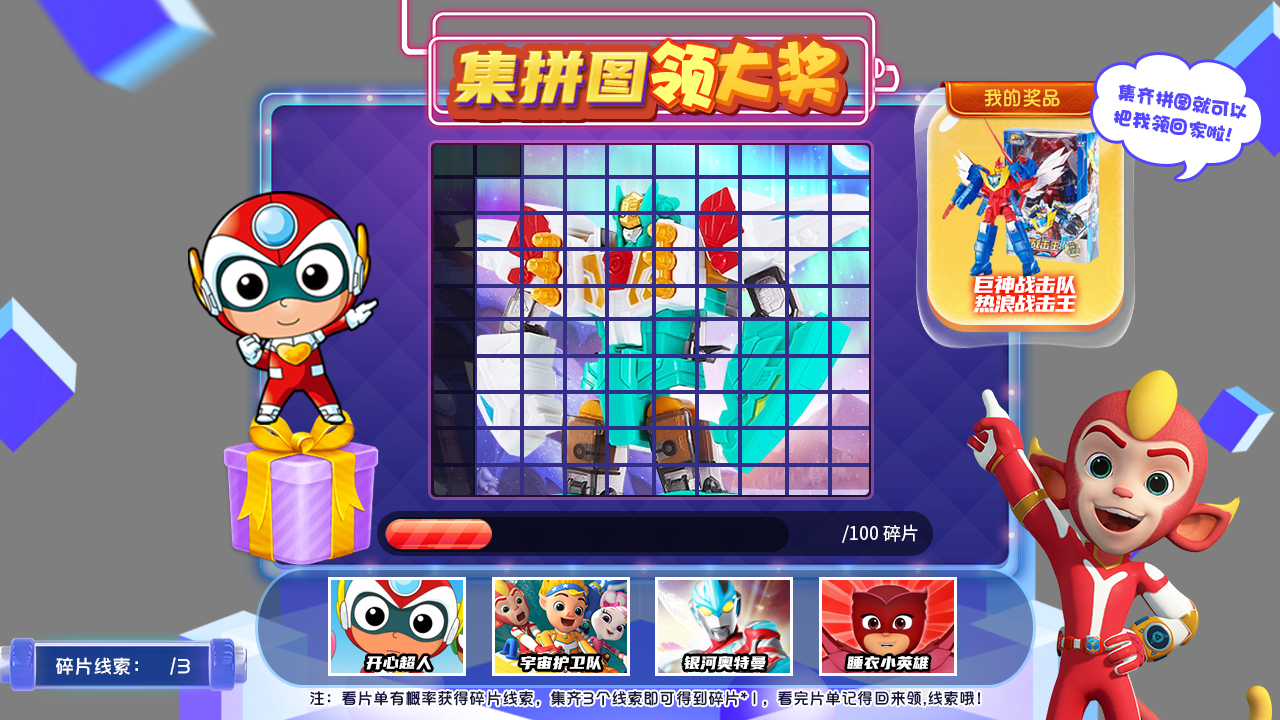 集拼图领大奖
我的奖品
集齐拼图就可以
把我领回家啦!
巨神战击队
热浪战击王
/100 碎片
开心超人
宇宙护卫队
银河奥特曼
睡衣小英雄
碎片线索： /3
注：看片单有概率获得碎片线索，集齐3个线索即可得到碎片*1，看完片单记得回来领,线索哦!